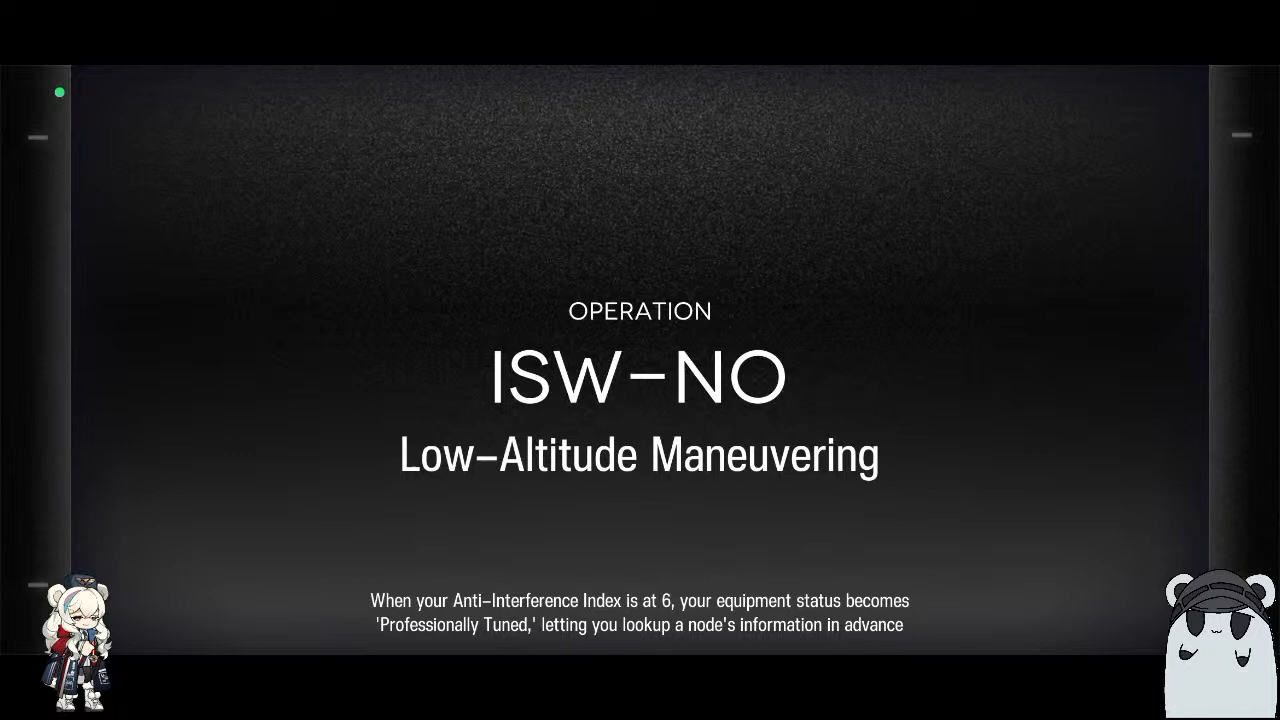 OPERATION
ISW-NO
Low-Altitude Maneuvering
When your Anti-Interference Index is at 6, your equipment status becomes
'Professionally Tuned,' letting you lookup a node's information in advance